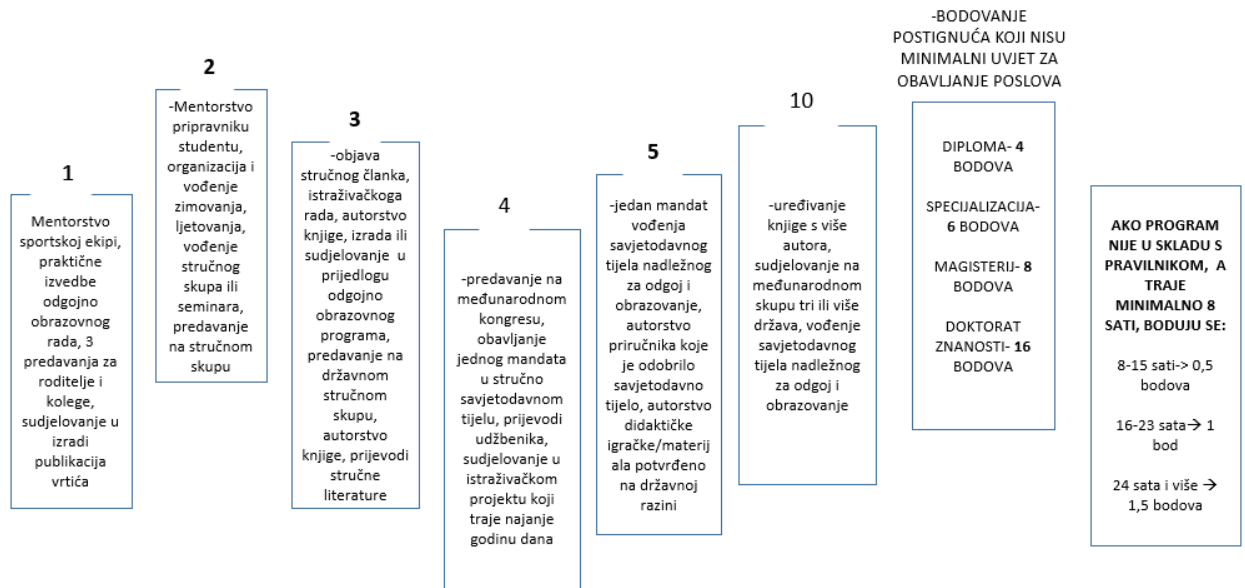 1
Mentorstvo
sportskoj ekipi,
praktične
izvedbe
odgojno
obrazovnog
rada, 3
predavanja za
roditelje i
kolege,
sudjelovanje u
izradi
publikacija
vrtića
2
-Mentorstvo
pripravniku
studentu,
organizacija i
vođenje
zimovanja,
ljetovanja,
vođenje
stručnog
skupa ili
seminara,
predavanje
na stručnom
skupu
3
-objava
stručnog članka,
istraživačkoga
rada, autorstvo
knjige, izrada ili
sudjelovanje u
prijedlogu
odgojno
obrazovnog
programa,
predavanje na
državnom
stručnom
skupu,
autorstvo
knjige, prijevodi
stručne
literature
4
-predavanje na
međunarodnom
kongresu,
obavljanje
jednog mandata
u stručno
savjetodavnom
tijelu, prijevodi
udžbenika,
sudjelovanje u
istraživačkom
projektu koji
traje najanje
godinu dana
5
-jedan mandat
vođenja
savjetodavnog
tijela nadležnog
za odgoj i
obrazovanje,
autorstvo
priručnika koje
je odobrilo
savjetodavno
tijelo, autorstvo
didaktičke
igračke/materij
ala potvrđeno
na državnoj
razini
10
-uređivanje
knjige s više
autora,
sudjelovanje na
međunarodnom
skupu tri ili više
država, vođenje
savjetodavnog
tijela nadležnog
za odgoj i
obrazovanje
-BODOVANJE
POSTIGNUĆA KOJI NISU
MINIMALNI UVJET ZA
OBAVLJANJE POSLOVA
DIPLOMA- 4
BODOVA
SPECIJALIZACIJA-
6 BODOVA
MAGISTERIJ- 8
BODOVA
DOKTORAT
ZNANOSTI- 16
BODOVA
AKO PROGRAM
NIJE U SKLADU S
PRAVILNIKOM, A
TRAJE
MINIMALNO 8
SATI, BODUJU SE:
8-15 sati-> 0,5
bodova
16-23 sata→ 1
bod
24 sata i više →
1,5 bodova